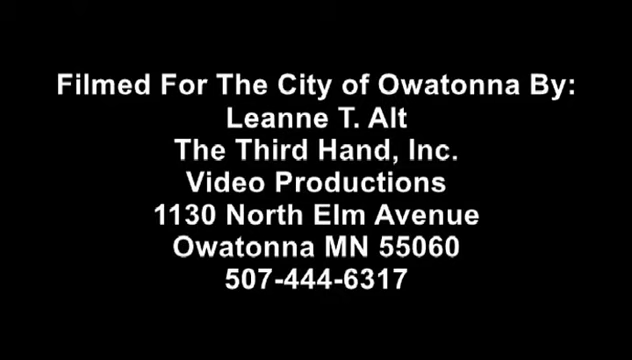 Filmed For The City of Owatonna By:
Leanne T. Alt
The Third Hand, Inc.
Video Productions
1130 North Elm Avenue
Owatonna MN 55060
507-444-6317